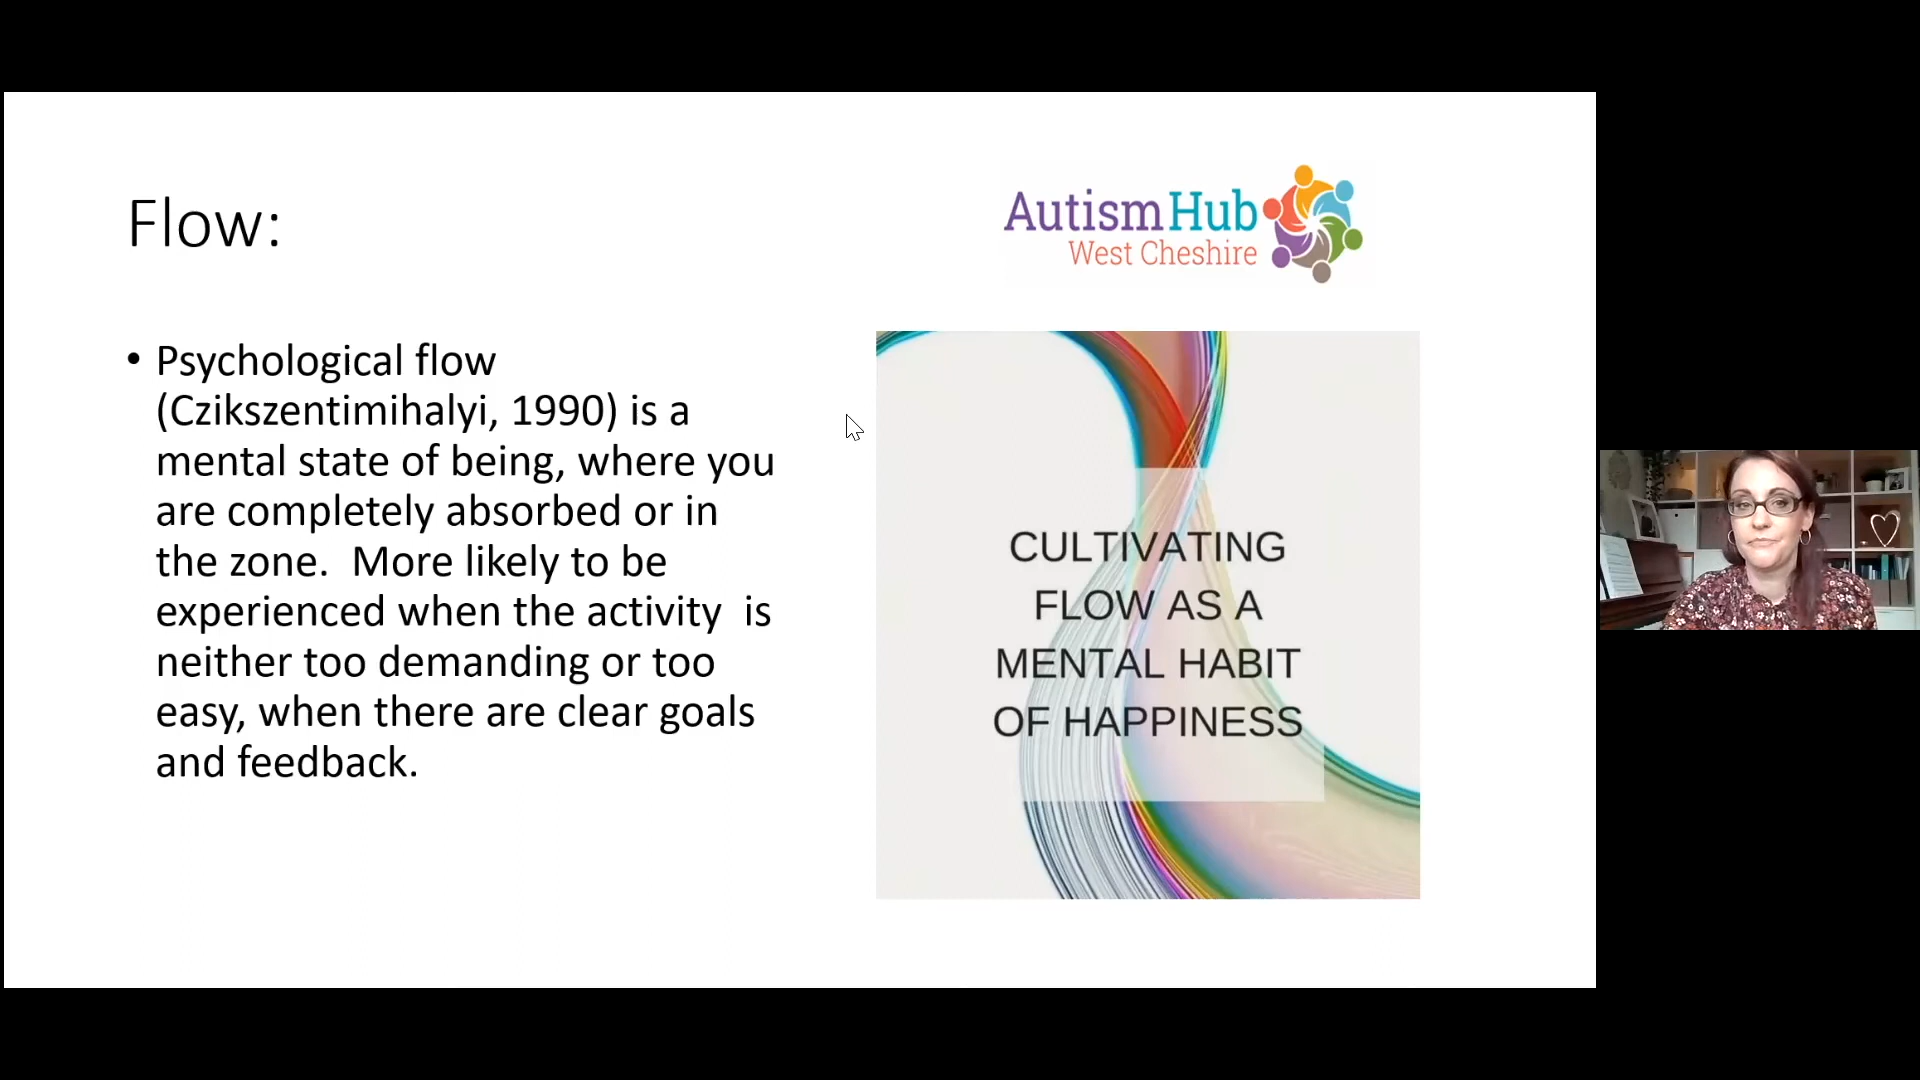 Flow:
Autism Hub
West Cheshire
• Psychological flow
(Czikszentimihalyi, 1990) is a
mental state of being, where you
are completely absorbed or in
the zone.  More likely to be
experienced when the activity  is
neither too demanding or too
easy, when there are clear goals
and feedback.
CULTIVATING
FLOW AS A
MENTAL HABIT
OF HAPPINESS